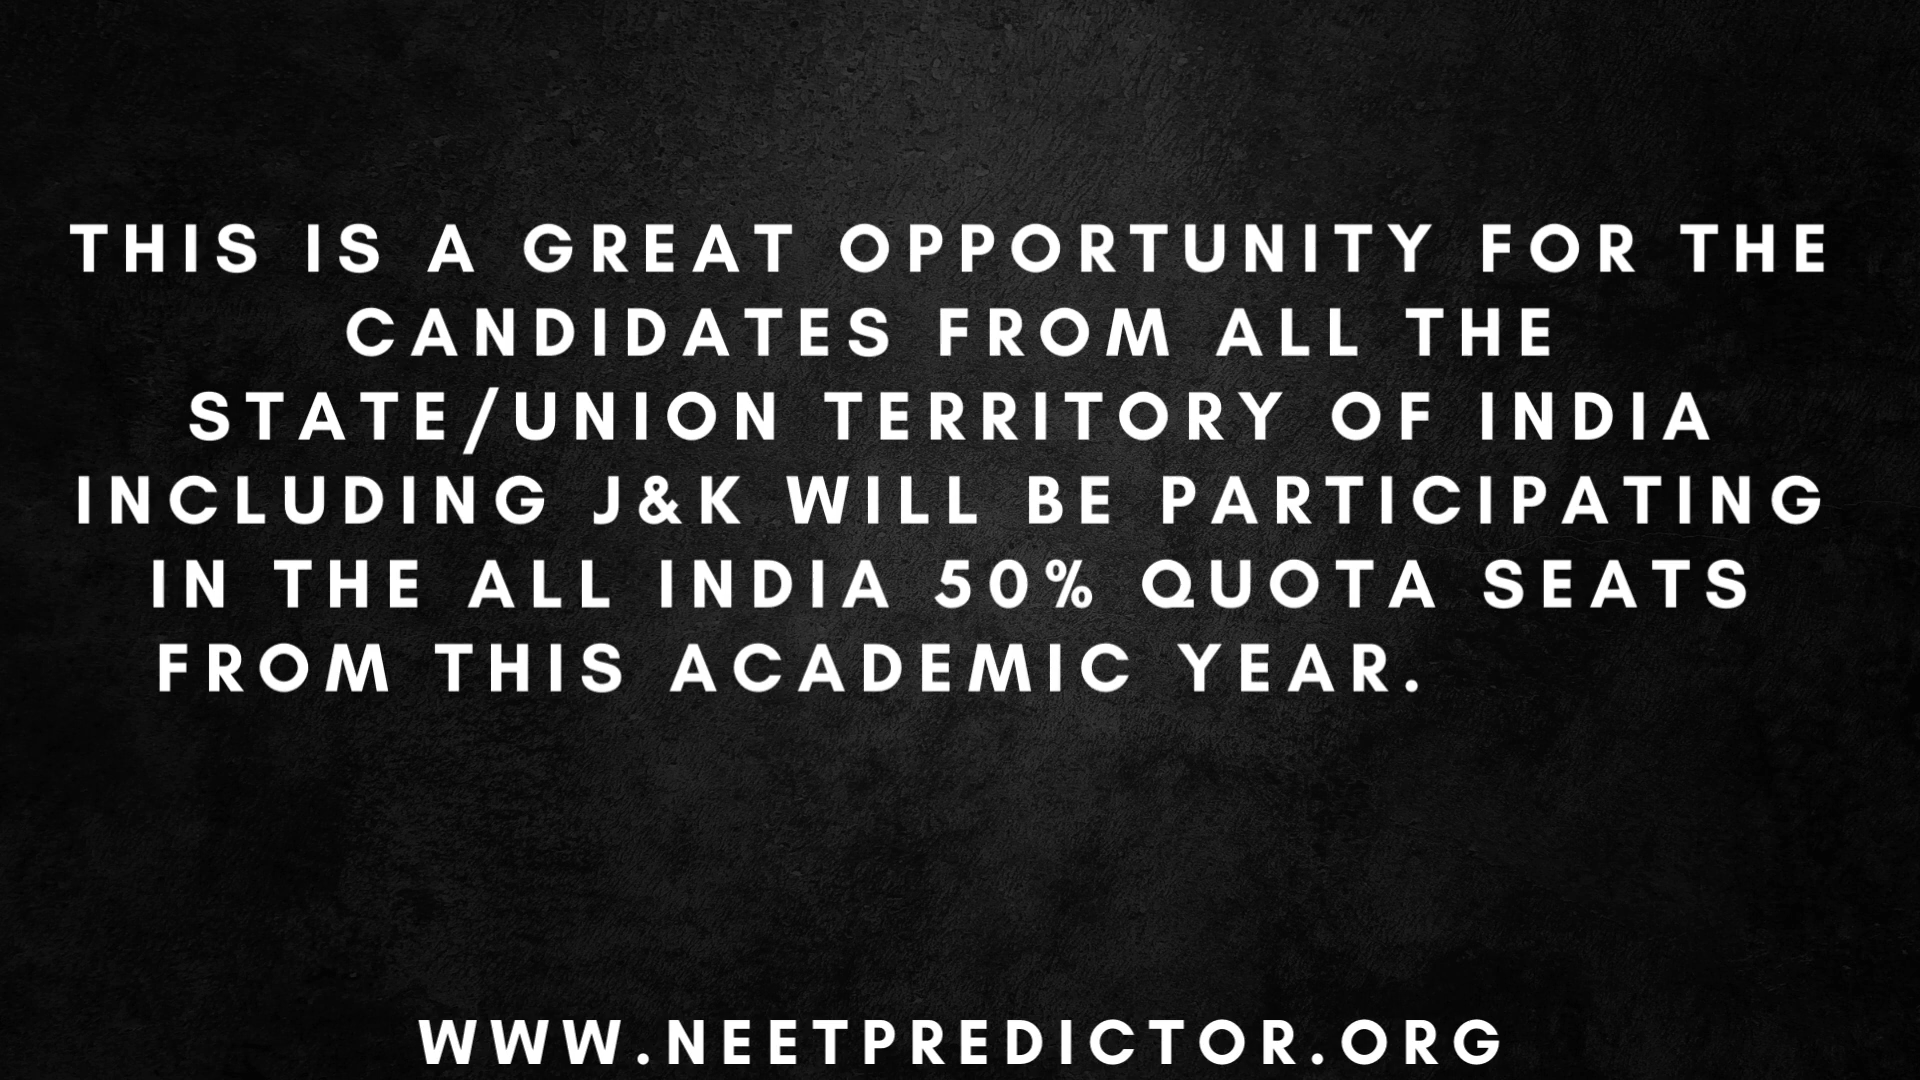 THIS IS A GREAT OPPORTUNITY FOR THE
CANDIDATES FROM ALL THE
STATE/UNION TERRITORY OF INDIA
INCLUDING J&K WILL BE PARTICIPATING
IN THE ALL INDIA 50% QUOTA SEATS
FROM THIS ACADEMIC YEAR.
WWW.NEETPREDICTOR.ORG